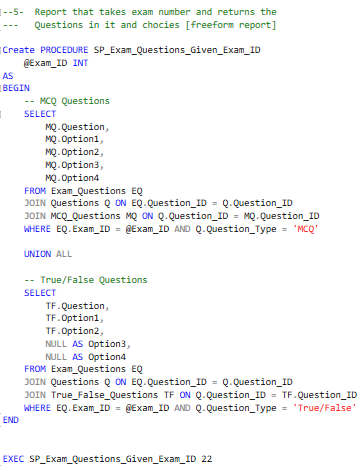 --5-  Report that takes exam number and returns the
---   Questions in it and chocies [freeform report]
Create PROCEDURE SP_Exam_Questions_Given_Exam_ID
    @Exam_ID INT
AS
BEGIN
    -- MCQ Questions
    SELECT
        MQ.Question,
        MQ.Option1,
        MQ.Option2,
        MQ.Option3,
        MQ.Option4
    FROM Exam_Questions EQ
    JOIN Questions Q ON EQ.Question_ID = Q.Question_ID
    JOIN MCQ_Questions MQ ON Q.Question_ID = MQ.Question_ID
    WHERE EQ.Exam_ID = @Exam_ID AND Q.Question_Type = 'MCQ'
    UNION ALL
    -- True/False Questions
    SELECT
        TF.Question,
        TF.Option1,
        TF.Option2,
        NULL AS Option3,
        NULL AS Option4
    FROM Exam_Questions EQ
    JOIN Questions Q ON EQ.Question_ID = Q.Question_ID
    JOIN True_False_Questions TF ON Q.Question_ID = TF.Question_ID
    WHERE EQ.Exam_ID = @Exam_ID AND Q.Question_Type = 'True/False'
END
EXEC SP_Exam_Questions_Given_Exam_ID 22